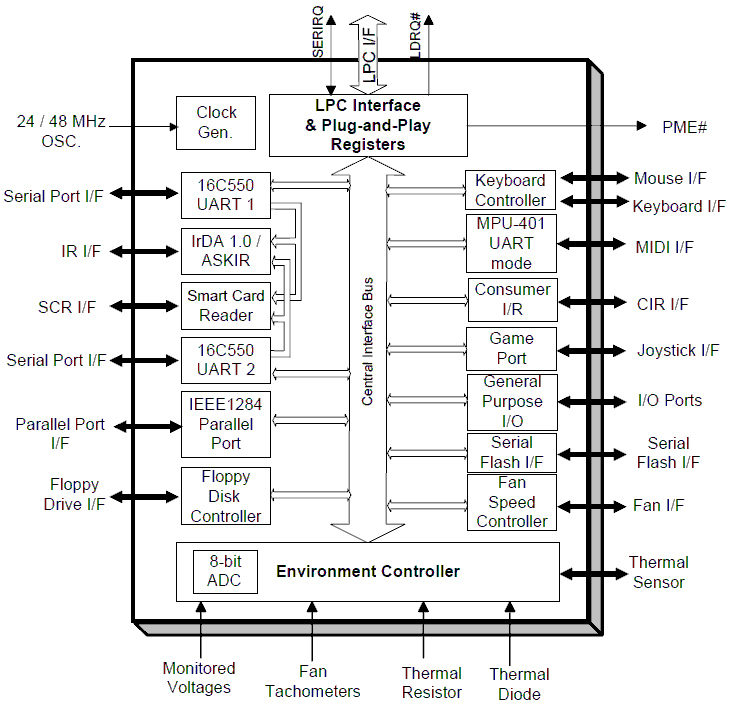 SERIRQ
LPC I/F
LDRQ#
24 / 48 MHz
OSC.
Clock
Gen.
LPC Interface
& Plug-and-Play
Registers
PME#
Serial Port I/F
16C550
UART 1
Keyboard
Controller
Mouse I/F
Keyboard I/F
IR I/F
IrDA 1.0 /
ASKIR
MPU-401
UART
mode
MIDI I/F
SCR I/F
Smart Card
Reader
Central Interface Bus
Consumer
I/R
CIR I/F
Serial Port I/F
16C550
UART 2
Game
Port
Joystick I/F
Parallel Port
I/F
IEEE1284
Parallel
Port
General
Purpose
I/O
I/O Ports
Serial
Flash I/F
Serial
Flash I/F
Floppy
Drive I/F
Floppy
Disk
Controller
Fan
Speed
Controller
Fan I/F
8-bit
ADC
Environment Controller
Thermal
Sensor
Monitored
Voltages
Fan
Tachometers
Thermal
Resistor
Thermal
Diode